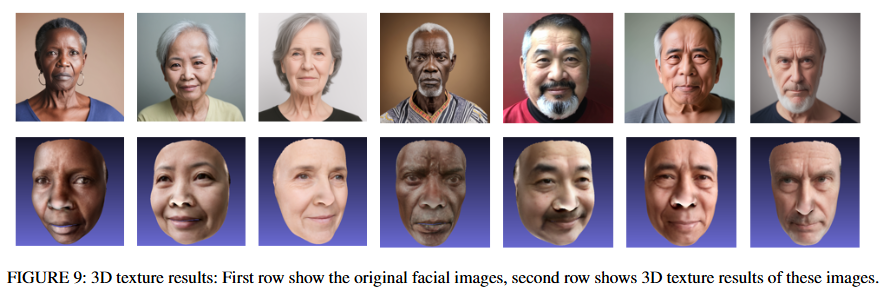 FIGURE 9: 3D texture results: First row show the original facial images, second row shows 3D texture results of these images.